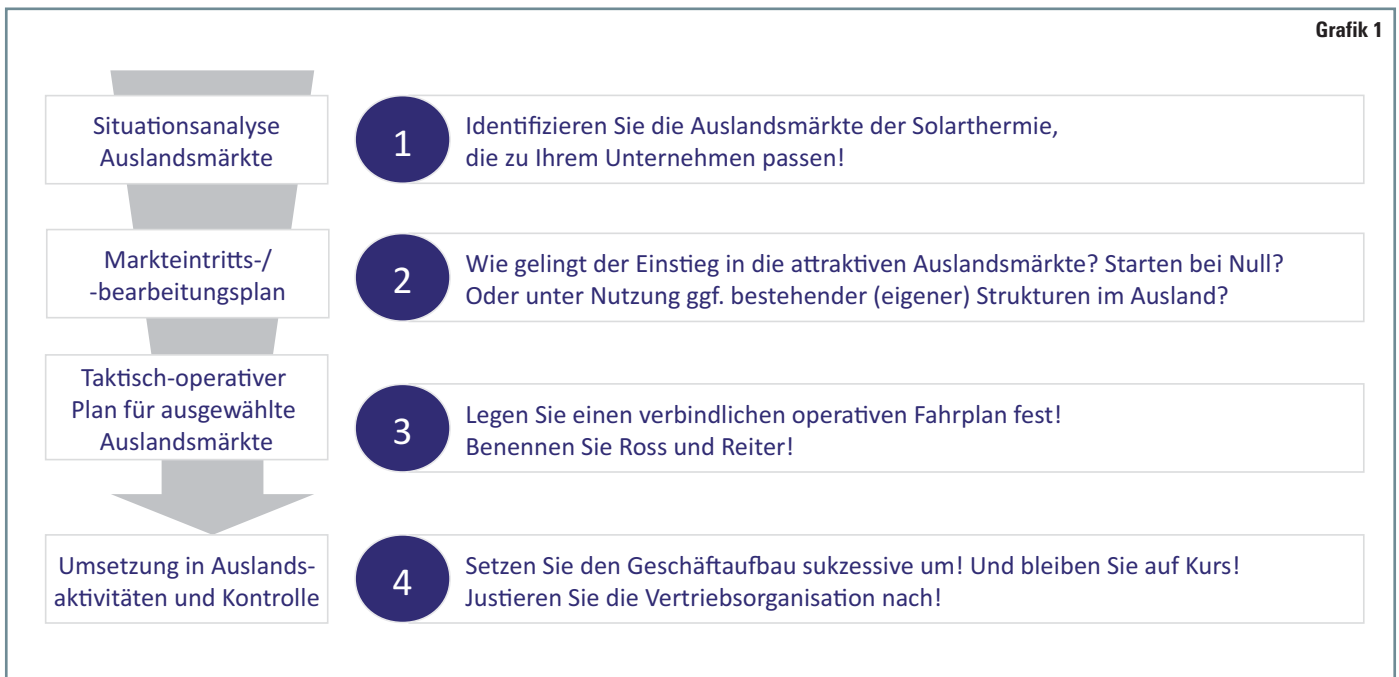 Grafik 1
Situationsanalyse
Auslandsmärkte
1
Identifizieren Sie die Auslandsmärkte der Solarthermie,
die zu Ihrem Unternehmen passen!
Markteintritts-/
-bearbeitungsplan
2
Wie gelingt der Einstieg in die attraktiven Auslandsmärkte? Starten bei Null?
Oder unter Nutzung ggf. bestehender (eigener) Strukturen im Ausland?
Taktisch-operativer
Plan für ausgewählte
Auslandsmärkte
3
Legen Sie einen verbindlichen operativen Fahrplan fest!
Benennen Sie Ross und Reiter!
Umsetzung in Auslands-
aktivitäten und Kontrolle
4
Setzen Sie den Geschäftaufbau sukzessive um! Und bleiben Sie auf Kurs!
Justieren Sie die Vertriebsorganisation nach!